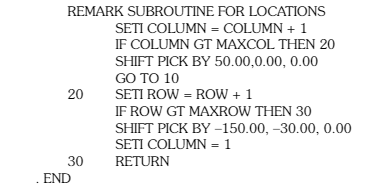 REMARK SUBROUTINE FOR LOCATIONS
SETI COLUMN = COLUMN + 1
IF COLUMN GT MAXCOL THEN 20
SHIFT PICK BY 50.00,0.00, 0.00
GO TO 10
20 SETI ROW = ROW + 1
IF ROW GT MAXROW THEN 30
SHIFT PICK BY –150.00, –30.00, 0.00
SETI COLUMN = 1
30 RETURN
. END